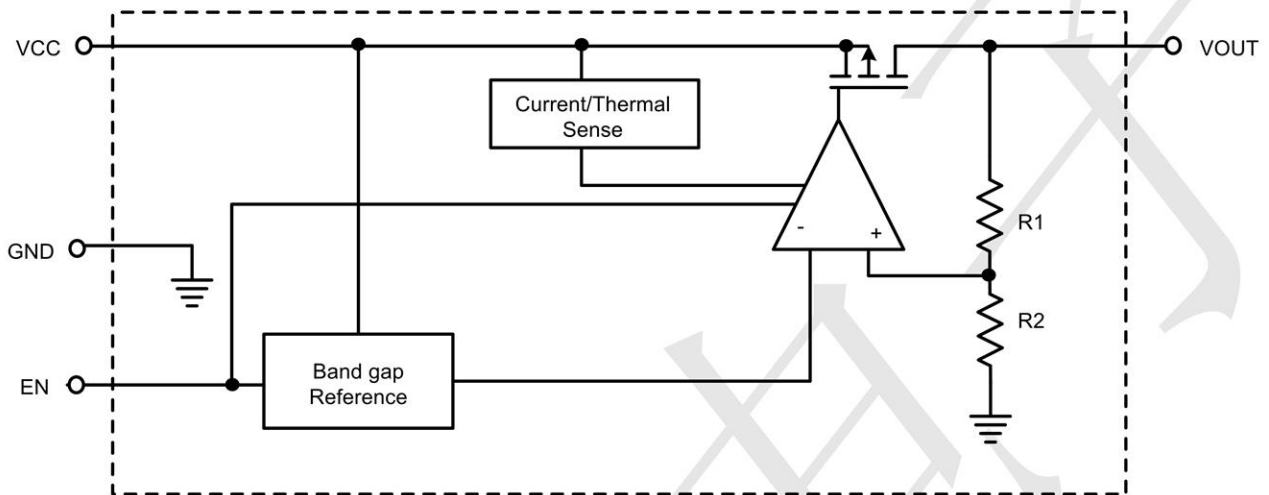 VCC
VOUT
Current/Thermal
Sense
-
+
R1
GND
R2
EN
Band gap
Reference